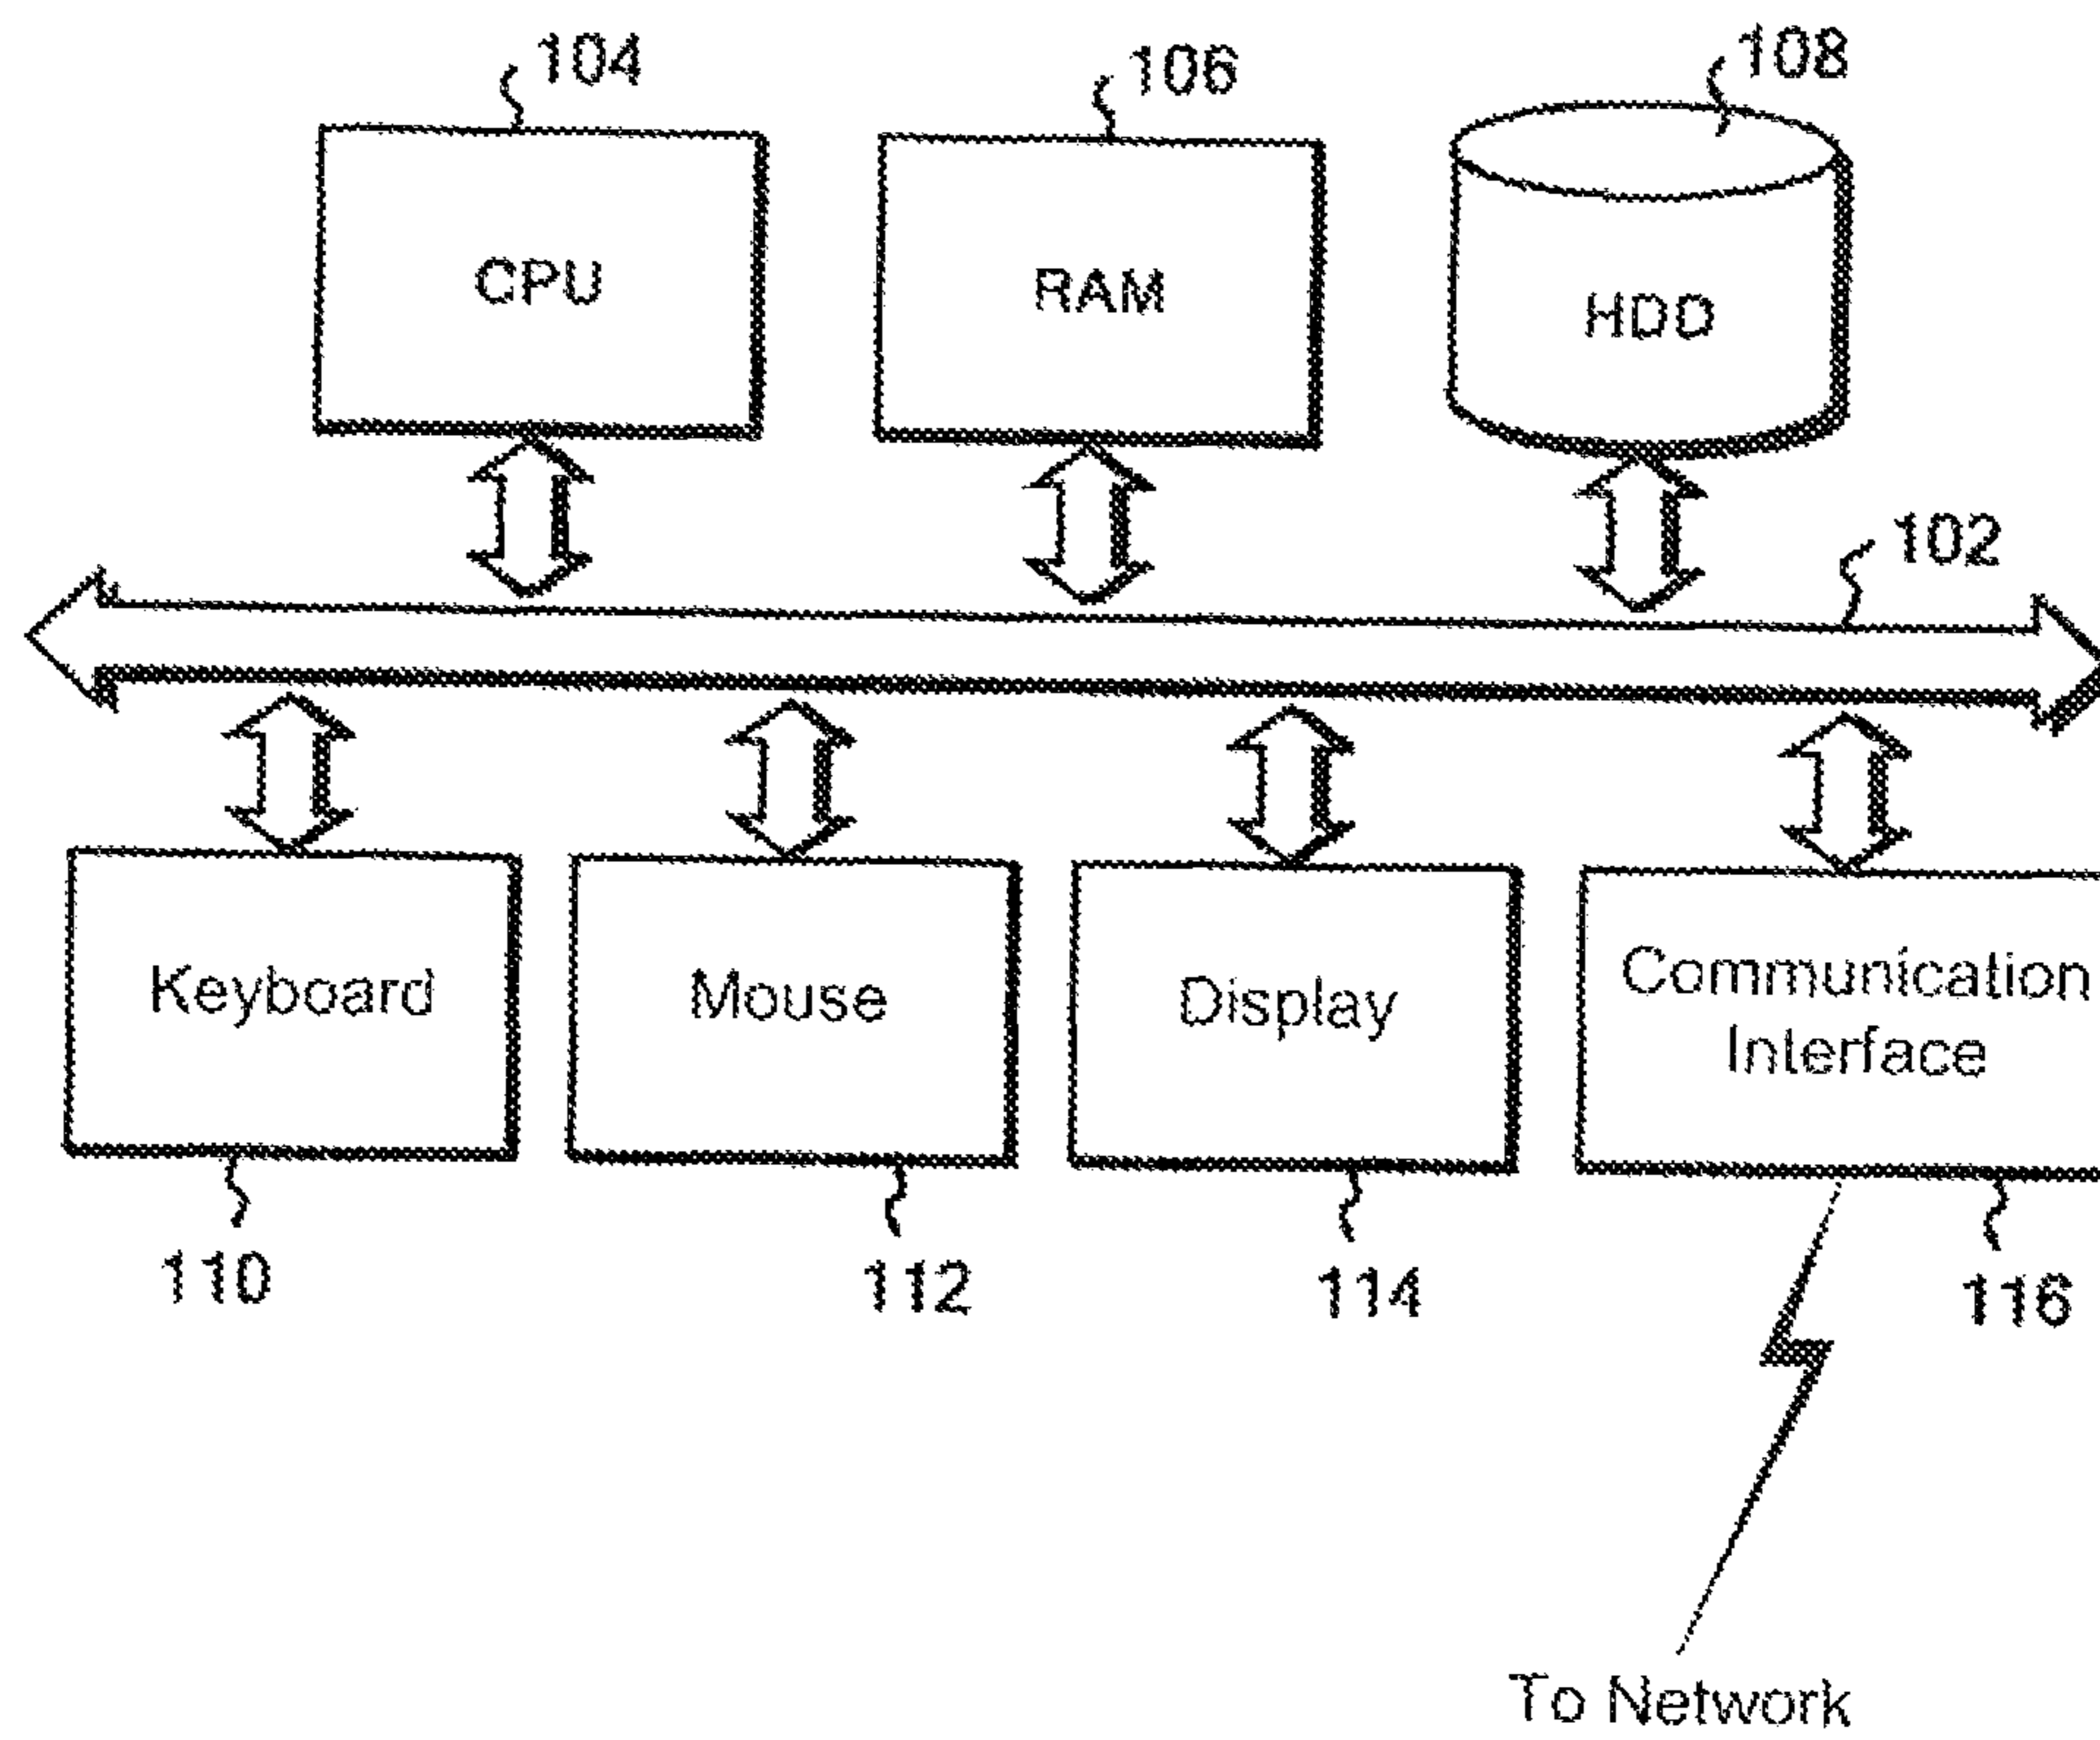 104
106
108
CPU
RAM
HDD
102
Keyboard
Mouse
Display
Communication
Interface
110
112
114
116
To Network